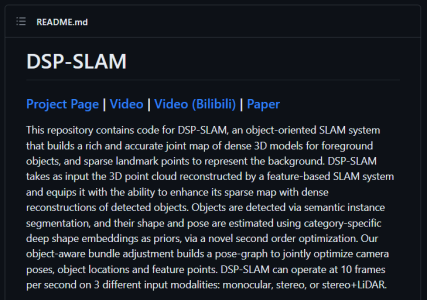 README.md
DSP-SLAM
Project Page | Video | Video (Bilibili) | Paper
This repository contains code for DSP-SLAM, an object-oriented SLAM system
that builds a rich and accurate joint map of dense 3D models for foreground
objects, and sparse landmark points to represent the background. DSP-SLAM
takes as input the 3D point cloud reconstructed by a feature-based SLAM system
and equips it with the ability to enhance its sparse map with dense
reconstructions of detected objects. Objects are detected via semantic instance
segmentation, and their shape and pose are estimated using category-specific
deep shape embeddings as priors, via a novel second order optimization. Our
object-aware bundle adjustment builds a pose-graph to jointly optimize camera
poses, object locations and feature points. DSP-SLAM can operate at 10 frames
per second on 3 different input modalities: monocular, stereo, or stereo+LiDAR.